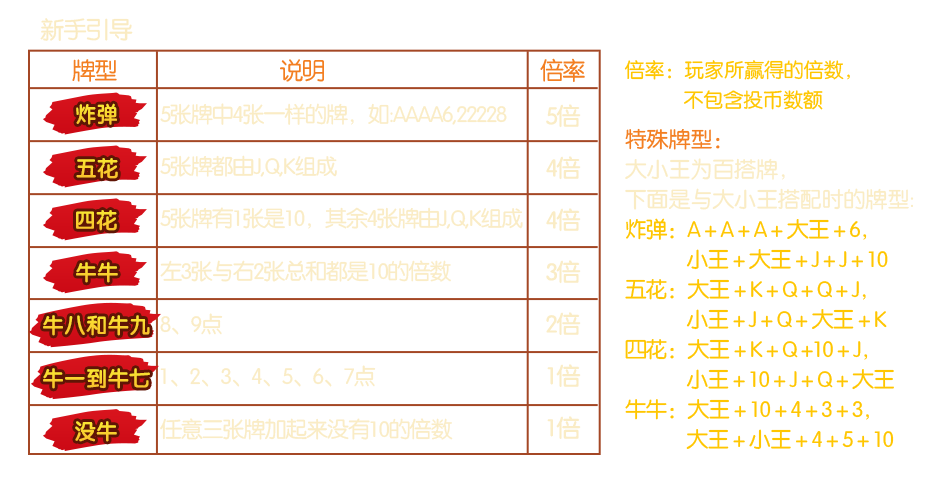 新手引导
牌型 说明 倍率
炸弹 5张牌中4张一样的牌，如:AAAA6,22228 5倍
五花 5张牌都由J,Q,K组成 4倍
四花 5张牌有1张是10，其余4张牌由J,Q,K组成 4倍
牛牛 左3张与右2张总和都是10的倍数 3倍
牛八和牛九 8、9点 2倍
牛一到牛七 1、2、3、4、5、6、7点 1倍
没牛 任意三张牌加起来没有10的倍数 1倍
倍率：玩家所赢得的倍数，
不包含投币数额
特殊牌型：
大小王为百搭牌，
下面是与大小王搭配时的牌型:
炸弹：A+A+A+大王+6,
小王+大王+J+J+10
五花：大王+K+Q+Q+J,
小王+J+Q+大王+K
四花：大王+K+Q+10+J,
小王+10+J+Q+大王
牛牛：大王+10+4+3+3,
大王+小王+4+5+10